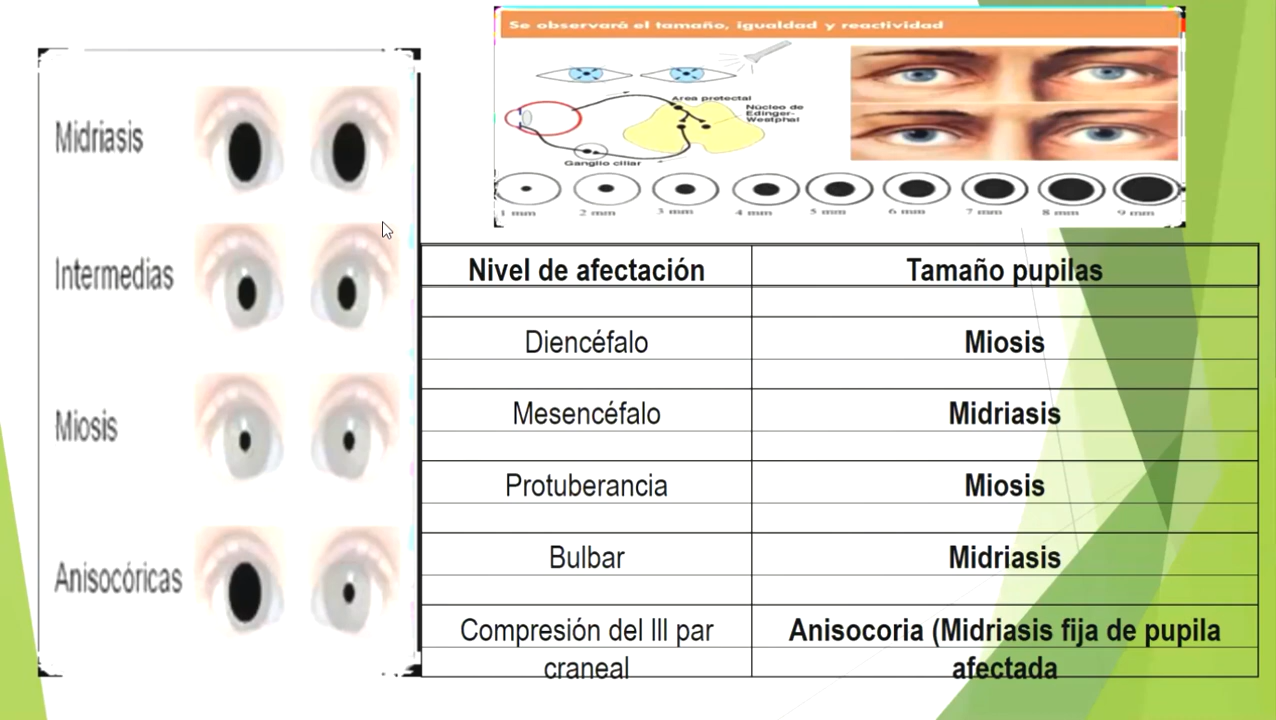 Se observará el tamaño, igualdad y reactividad
Area pretectal
Núcleo de
Edinger-
Westphal
Ganglio ciliar
1 mm 2 mm 3 mm 4 mm 5 mm 6 mm 7 mm 8 mm 9 mm
Midriasis
Intermedias
Miosis
Anisocóricas
Nivel de afectación Tamaño pupilas
Diencéfalo Miosis
Mesencéfalo Midriasis
Protuberancia Miosis
Bulbar Midriasis
Compresión del III par Anisocoria (Midriasis fija de pupila
craneal afectada